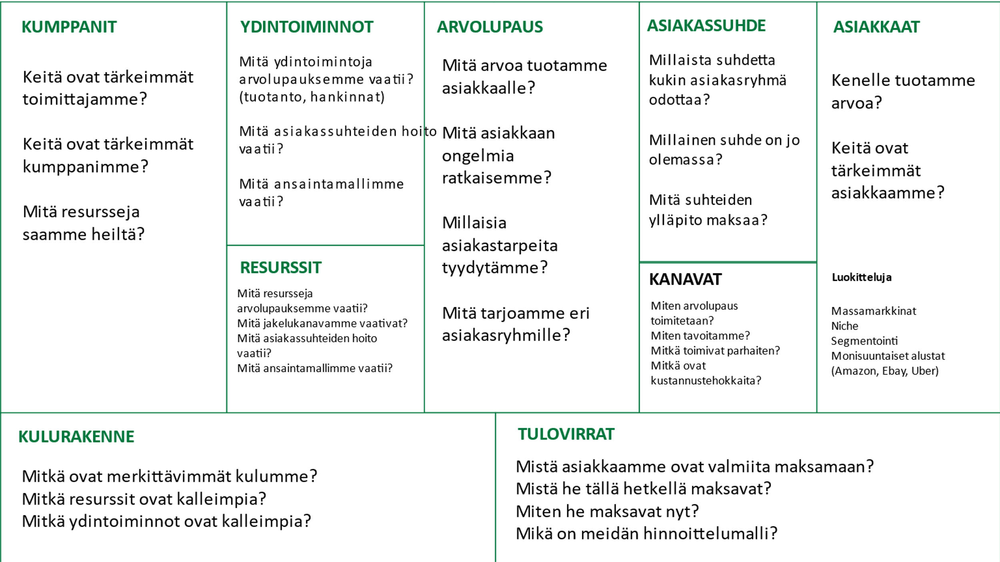 KUMPPANIT
Keitä ovat tärkeimmät
toimittajamme?
Keitä ovat tärkeimmät
kumppanimme?
Mitä resursseja
saamme heiltä?
YDINTOIMINNOT
Mitä ydintoimintoja
arvolupauksemme vaatii?
(tuotanto, hankinnat)
Mitä asiakassuhteiden hoito
vaatii?
Mitä ansaintamallimme
vaatii?
RESURSSIT
Mitä resursseja
arvolupauksemme vaatii?
Mitä jakelukanavamme vaativat?
Mitä asiakassuhteiden hoito
vaatii?
Mitä ansaintamallimme vaatii?
ARVOLUPAUS
Mitä arvoa tuotamme
asiakkaalle?
Mitä asiakkaan
ongelmia
ratkaisemme?
Millaisia
asiakastarpeita
tyydytämme?
Mitä tarjoamme eri
asiakasryhmille?
ASIAKASSUHDE
Millaista suhdetta
kukin asiakasryhmä
odottaa?
Millainen suhde on jo
olemassa?
Mitä suhteiden
ylläpito maksaa?
KANAVAT
Miten arvolupaus
toimitetaan?
Miten tavoitamme?
Mitkä toimivat parhaiten?
Mitkä ovat
kustannustehokkaita?
ASIAKKAAT
Kenelle tuotamme
arvoa?
Keitä ovat
tärkeimmät
asiakkaamme?
Luokitteluja
Massamarkkinat
Niche
Segmentointi
Monisuuntaiset alustat
(Amazon, Ebay, Uber)
KULURAKENNE
Mitkä ovat merkittävimmät kulumme?
Mitkä resurssit ovat kalleimpia?
Mitkä ydintoiminnot ovat kalleimpia?
TULOVIRRAT
Mistä asiakkaamme ovat valmiita maksamaan?
Mistä he tällä hetkellä maksavat?
Miten he maksavat nyt?
Mikä on meidän hinnoittelumalli?